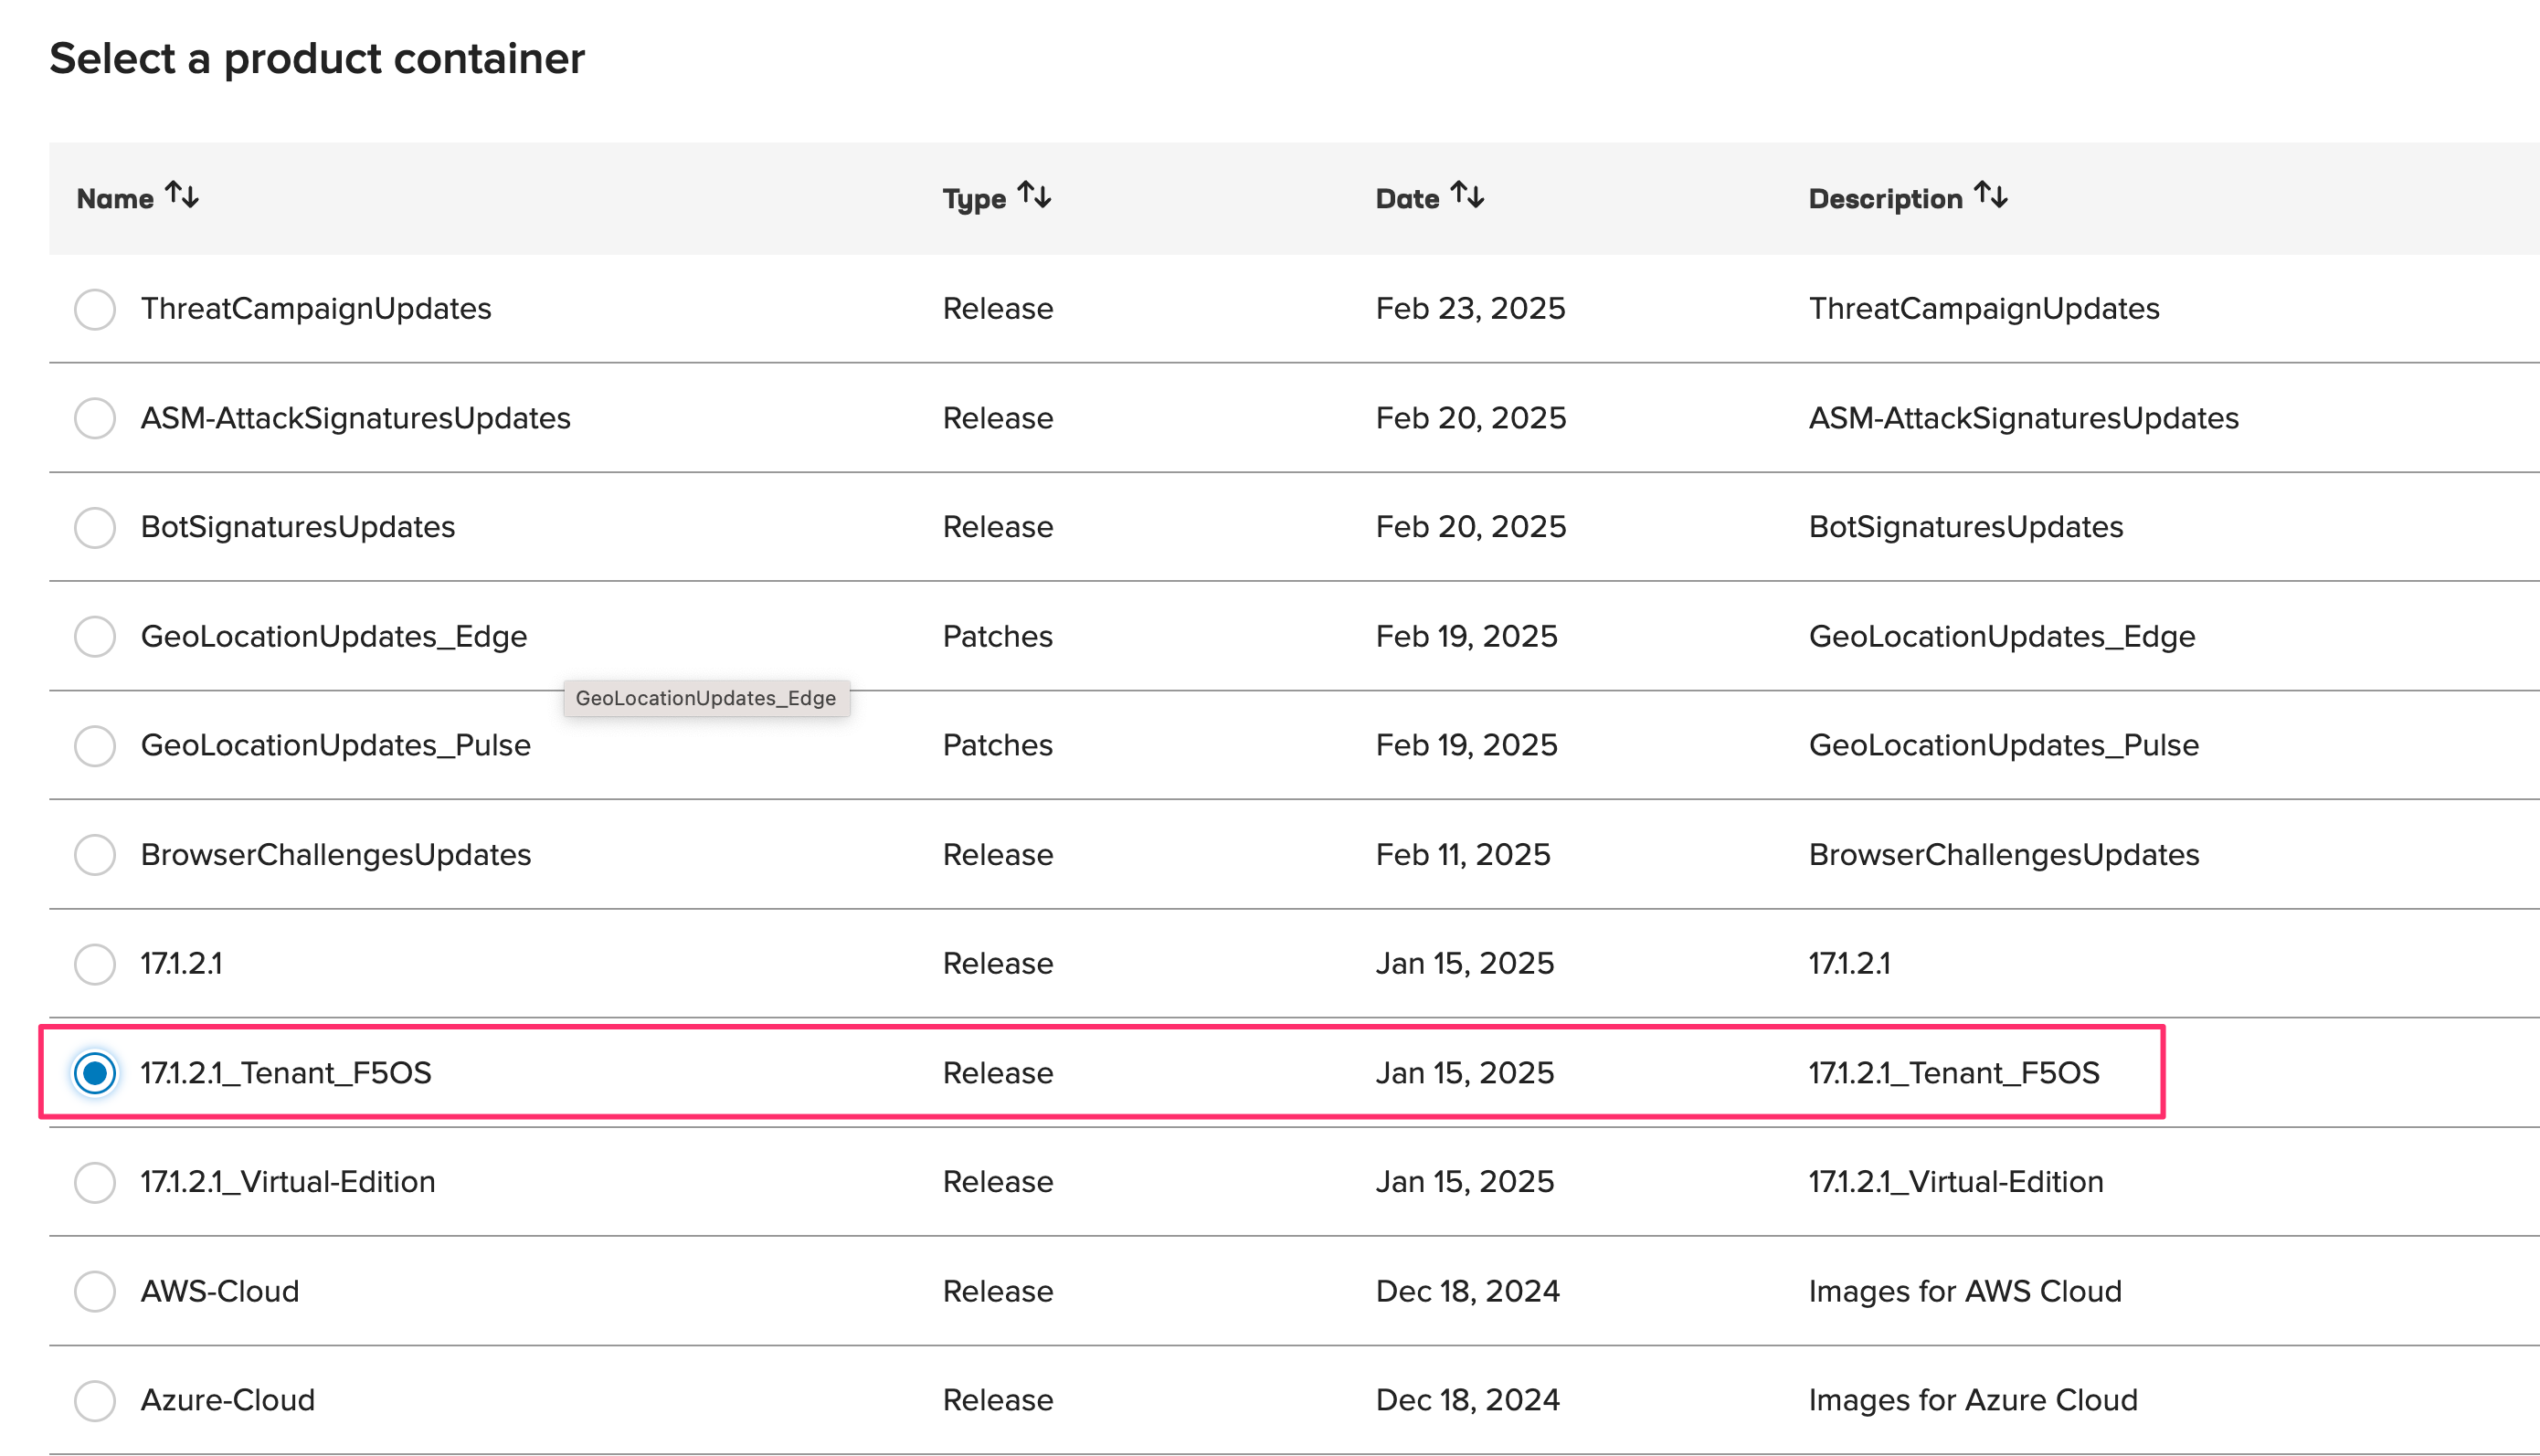 Select a product container
Name Type Date Description
ThreatCampaignUpdates Release Feb 23, 2025 ThreatCampaignUpdates
ASM-AttackSignaturesUpdates Release Feb 20, 2025 ASM-AttackSignaturesUpdates
BotSignaturesUpdates Release Feb 20, 2025 BotSignaturesUpdates
GeoLocationUpdates_Edge Patches Feb 19, 2025 GeoLocationUpdates_Edge
GeoLocationUpdates_Edge
GeoLocationUpdates_Pulse Patches Feb 19, 2025 GeoLocationUpdates_Pulse
BrowserChallengesUpdates Release Feb 11, 2025 BrowserChallengesUpdates
17.1.2.1 Release Jan 15, 2025 17.1.2.1
17.1.2.1_Tenant_F5OS Release Jan 15, 2025 17.1.2.1_Tenant_F5OS
17.1.2.1_Virtual-Edition Release Jan 15, 2025 17.1.2.1_Virtual-Edition
AWS-Cloud Release Dec 18, 2024 Images for AWS Cloud
Azure-Cloud Release Dec 18, 2024 Images for Azure Cloud